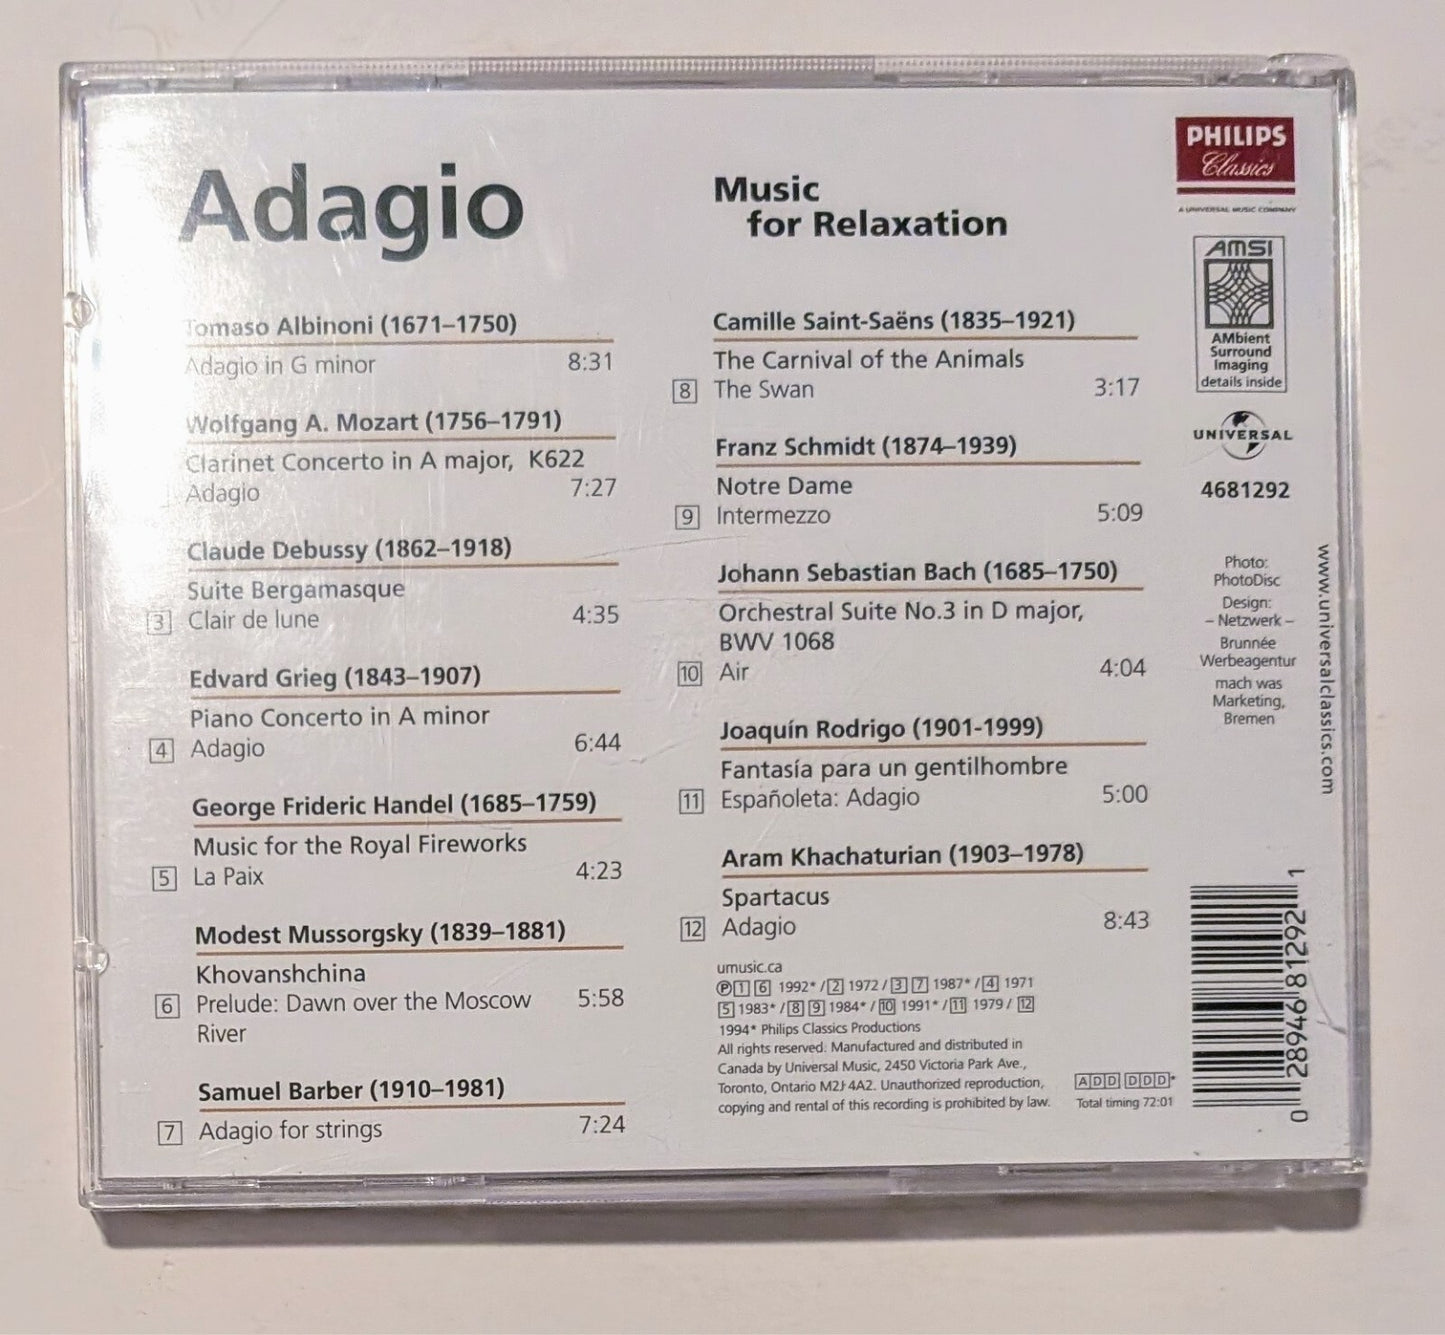 Adagio
Tomaso Albinoni (1671–1750)
Adagio in G minor 8:31
Wolfgang A. Mozart (1756–1791)
Clarinet Concerto in A major, K622
Adagio 7:27
Claude Debussy (1862–1918)
Suite Bergamasque
3 Clair de lune 4:35
Edvard Grieg (1843–1907)
Piano Concerto in A minor
4 Adagio 6:44
George Frideric Handel (1685–1759)
Music for the Royal Fireworks
5 La Paix 4:23
Modest Mussorgsky (1839–1881)
Khovanshchina
6 Prelude: Dawn over the Moscow 5:58
River
Samuel Barber (1910–1981)
7 Adagio for strings 7:24
Music
for Relaxation
Camille Saint-Saëns (1835–1921)
The Carnival of the Animals
8 The Swan 3:17
Franz Schmidt (1874–1939)
Notre Dame
9 Intermezzo 5:09
Johann Sebastian Bach (1685–1750)
Orchestral Suite No.3 in D major,
BWV 1068
10 Air 4:04
Joaquín Rodrigo (1901-1999)
Fantasía para un gentilhombre
11 Españoleta: Adagio 5:00
Aram Khachaturian (1903–1978)
Spartacus
12 Adagio 8:43
umusic.ca
℗ 1 6 1992* / 2 1972 / 3 7 1987* / 4 1971
5 1983* / 8 9 1984* / 10 1991* / 11 1979 / 12
1994* Philips Classics Productions
All rights reserved. Manufactured and distributed in
Canada by Universal Music, 2450 Victoria Park Ave.,
Toronto, Ontario M2J 4A2. Unauthorized reproduction,
copying and rental of this recording is prohibited by law.
ADD DDD*
Total timing 72:01
PHILIPS
Classics
A UNIVERSAL MUSIC COMPANY
AMSI
AMbient
Surround
Imaging
details inside
UNIVERSAL
4681292
Photo:
PhotoDisc
Design:
– Netzwerk –
Brunnée
Werbeagentur
mach was
Marketing,
Bremen
www.universalclassics.com
0 28946 81292 1